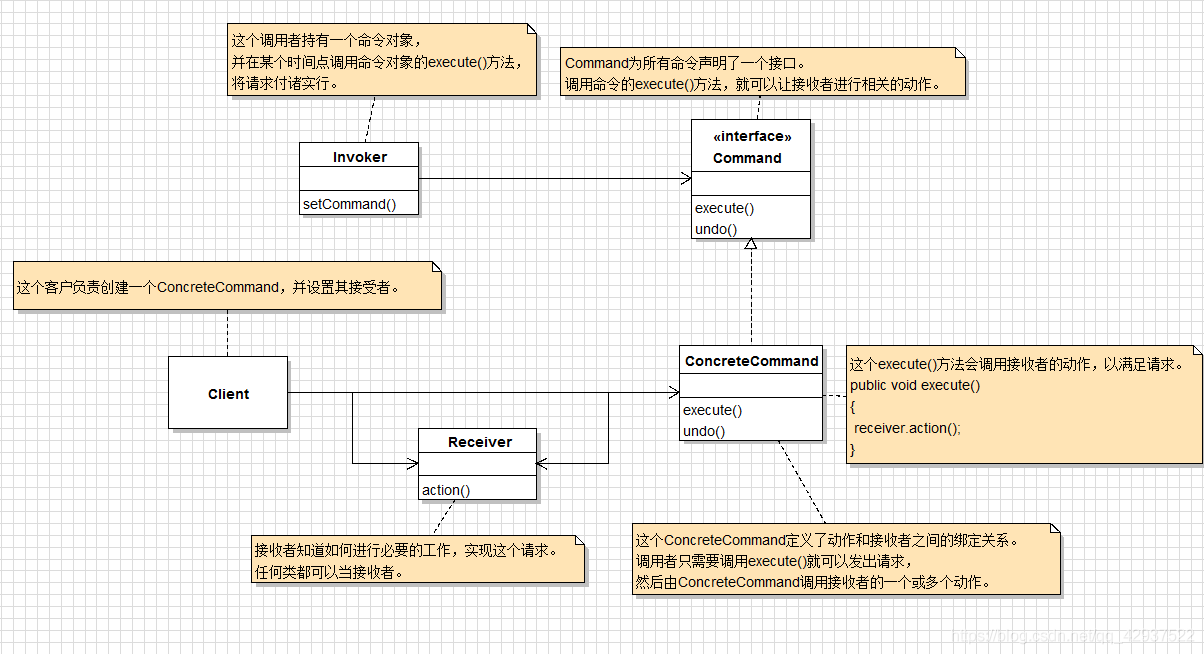 这个调用者持有一个命令对象，
并在某个时间点调用命令对象的execute()方法，
将请求付诸实行。
Command为所有命令声明了一个接口。
调用命令的execute()方法，就可以让接收者进行相关的动作。
Invoker
setCommand()
«interface»
Command
execute()
undo()
这个客户负责创建一个ConcreteCommand，并设置其接受者。
Client
ConcreteCommand
execute()
undo()
这个execute()方法会调用接收者的动作，以满足请求。
public void execute()
{
receiver.action();
}
Receiver
action()
接收者知道如何进行必要的工作，实现这个请求。
任何类都可以当接收者。
这个ConcreteCommand定义了动作和接收者之间的绑定关系。
调用者只需要调用execute()就可以发出请求，
然后由ConcreteCommand调用接收者的一个或多个动作。
https://blog.csdn.net/qq_42937522